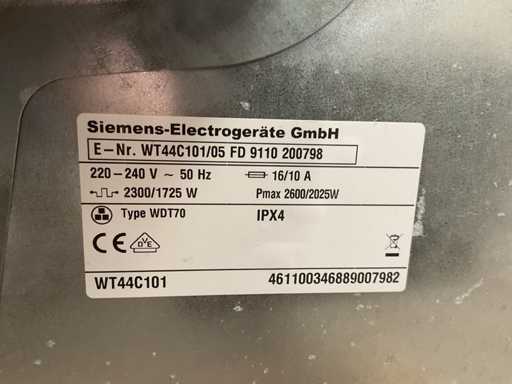 Siemens-Electrogeräte GmbH
E-Nr. WT44C101/05 FD 9110 200798
220-240 V ~ 50 Hz 16/10 A
2300/1725 W Pmax 2600/2025W
Type WDT70 IPX4
CE DVE
WT44C101 461100346889007982